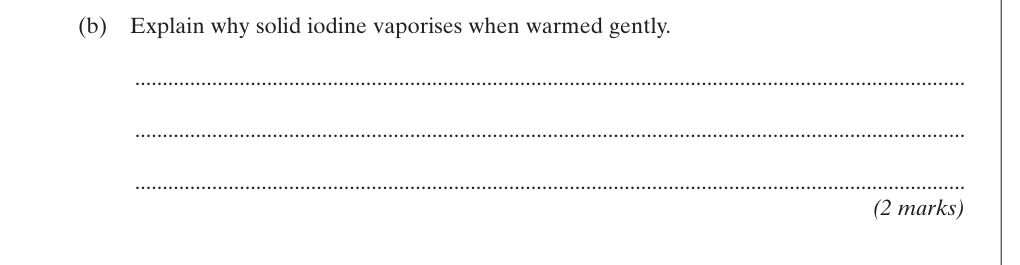 (b) Explain why solid iodine vaporises when warmed gently.
(2 marks)